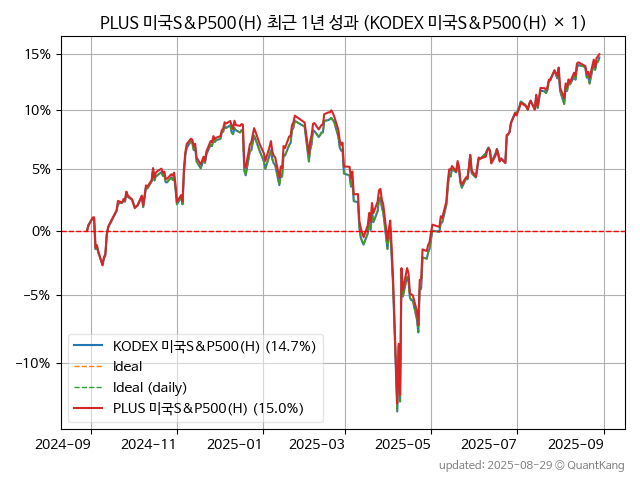 PLUS 미국S&P500(H) 최근 1년 성과 (KODEX 미국S&P500(H) × 1)
15%
10%
5%
0%
−5%
−10%
KODEX 미국S&P500(H) (14.7%)
Ideal
Ideal (daily)
PLUS 미국S&P500(H) (15.0%)
2024-09 2024-11 2025-01 2025-03 2025-05 2025-07 2025-09
updated: 2025-08-29 © QuantKang